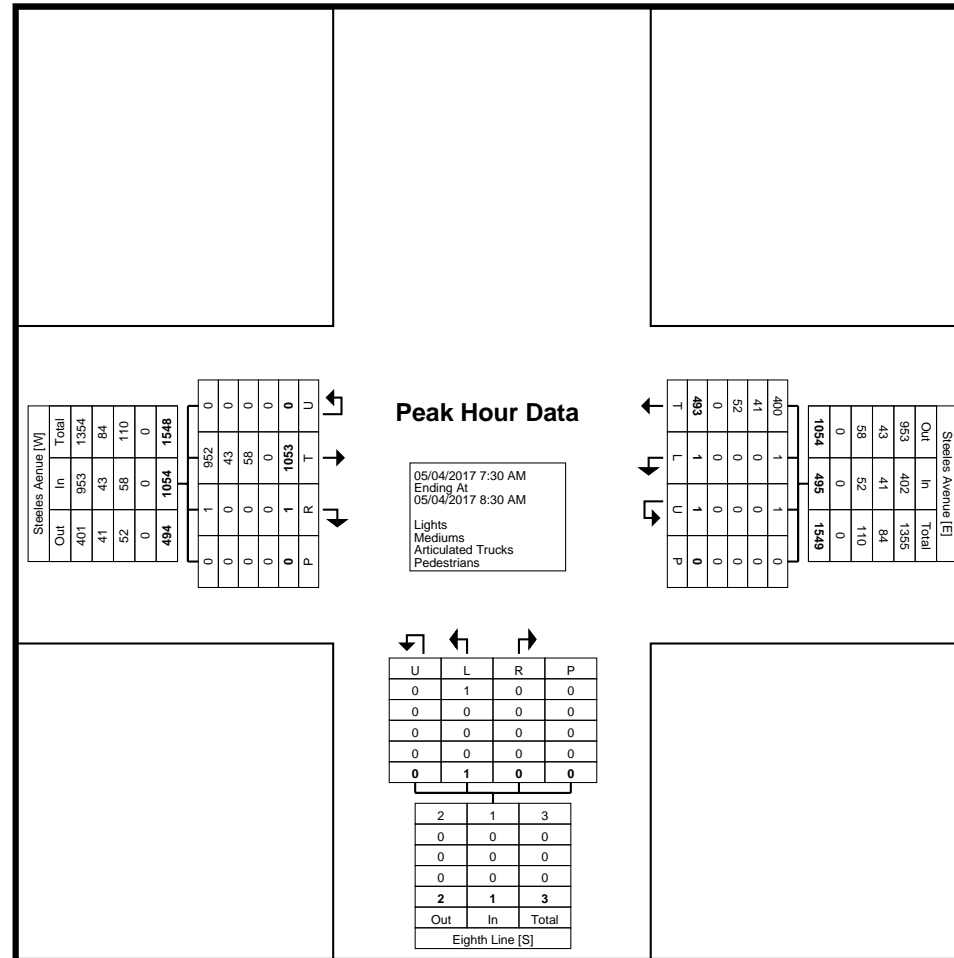 Peak Hour Data
05/04/2017 7:30 AM
Ending At
05/04/2017 8:30 AM
Lights
Mediums
Articulated Trucks
Pedestrians
Steeles Aenue [W]
Total In Out
1354 953 401
84 43 41
110 58 52
0 0 0
1548 1054 494
0 952 1 0
0 43 0 0
0 58 0 0
0 0 0 0
0 1053 1 0
U T R P
Steeles Avenue [E]
Out In Total
953 402 1355
43 41 84
58 52 110
0 0 0
1054 495 1549
400 1 1 0
41 0 0 0
52 0 0 0
0 0 0 0
493 1 1 0
T L U P
U L R P
0 1 0 0
0 0 0 0
0 0 0 0
0 0 0 0
0 1 0 0
2 1 3
0 0 0
0 0 0
0 0 0
2 1 3
Out In Total
Eighth Line [S]